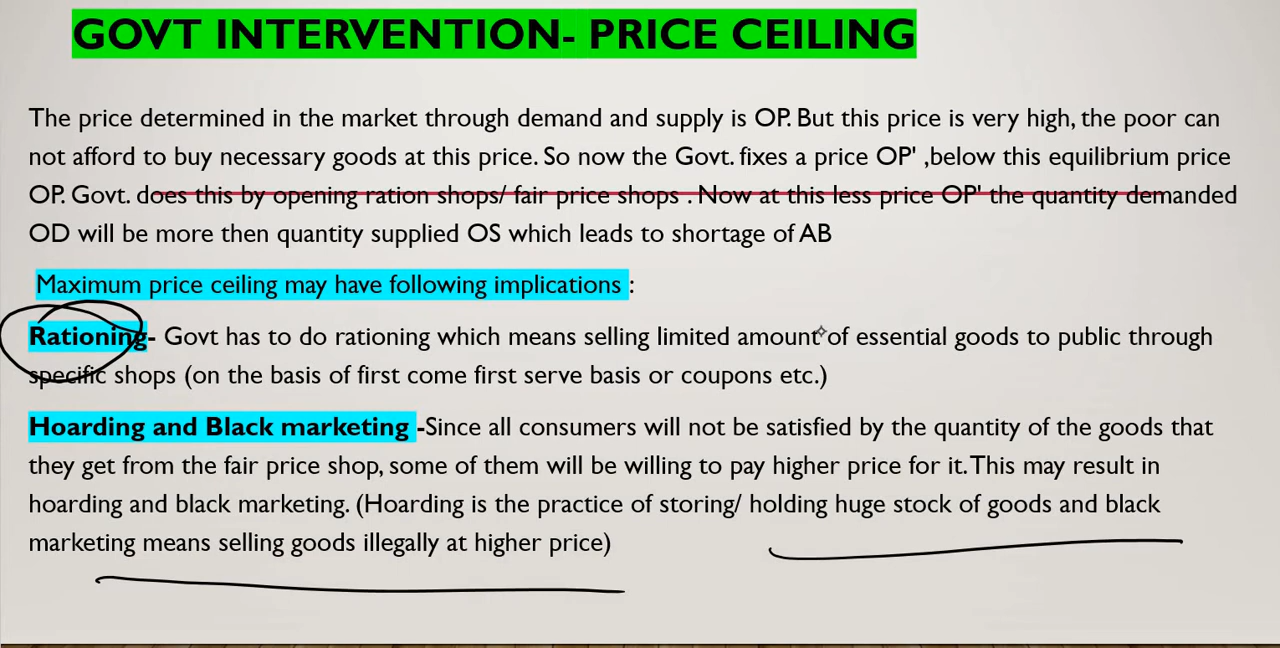 GOVT INTERVENTION- PRICE CEILING
The price determined in the market through demand and supply is OP. But this price is very high, the poor can
not afford to buy necessary goods at this price. So now the Govt. fixes a price OP' ,below this equilibrium price
OP. Govt. does this by opening ration shops/ fair price shops . Now at this less price OP' the quantity demanded
OD will be more then quantity supplied OS which leads to shortage of AB
Maximum price ceiling may have following implications :
Rationing- Govt has to do rationing which means selling limited amount of essential goods to public through
specific shops (on the basis of first come first serve basis or coupons etc.)
Hoarding and Black marketing -Since all consumers will not be satisfied by the quantity of the goods that
they get from the fair price shop, some of them will be willing to pay higher price for it. This may result in
hoarding and black marketing. (Hoarding is the practice of storing/ holding huge stock of goods and black
marketing means selling goods illegally at higher price)